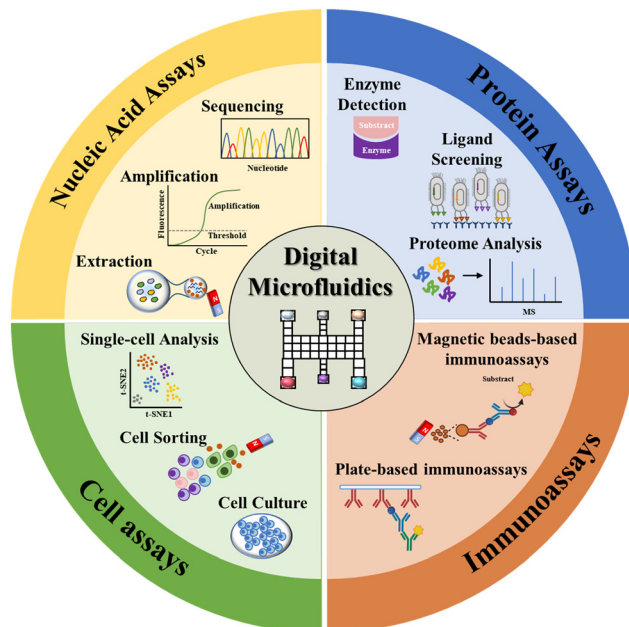 Nucleic Acid Assays
Sequencing
Nucleotide
Amplification
Fluorescence
Amplification
Threshold
Cycle
Extraction
N
Protein Assays
Enzyme
Detection
Substract
Enzyme
Ligand
Screening
Proteome Analysis
MS
Digital
Microfluidics
Cell assays
Single-cell Analysis
t-SNE2
t-SNE1
Cell Sorting
N
Cell Culture
Immunoassays
Magnetic beads-based
immunoassays
Substract
N
Plate-based immunoassays